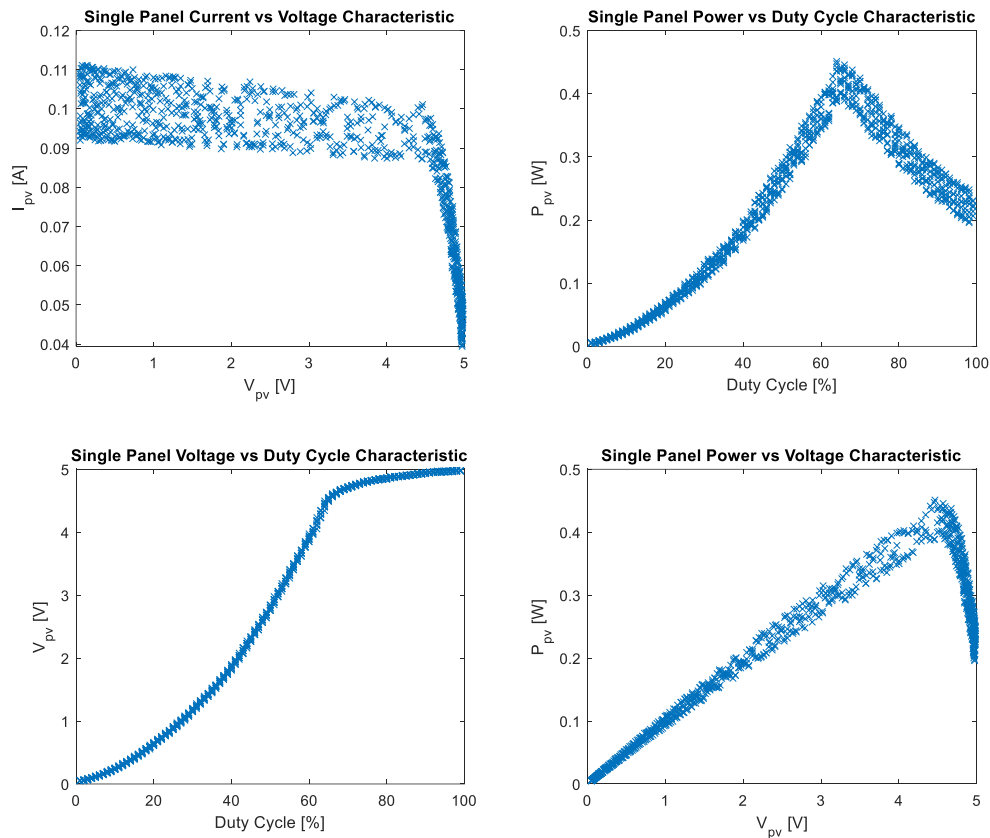 Single Panel Current vs Voltage Characteristic
0.12
0.11
0.1
0.09
0.08
0.07
0.06
0.05
0.04
I_pv [A]
0 1 2 3 4 5
V_pv [V]
Single Panel Power vs Duty Cycle Characteristic
0.5
0.4
0.3
0.2
0.1
0
P_pv [W]
0 20 40 60 80 100
Duty Cycle [%]
Single Panel Voltage vs Duty Cycle Characteristic
5
4
3
2
1
0
V_pv [V]
0 20 40 60 80 100
Duty Cycle [%]
Single Panel Power vs Voltage Characteristic
0.5
0.4
0.3
0.2
0.1
0
P_pv [W]
0 1 2 3 4 5
V_pv [V]